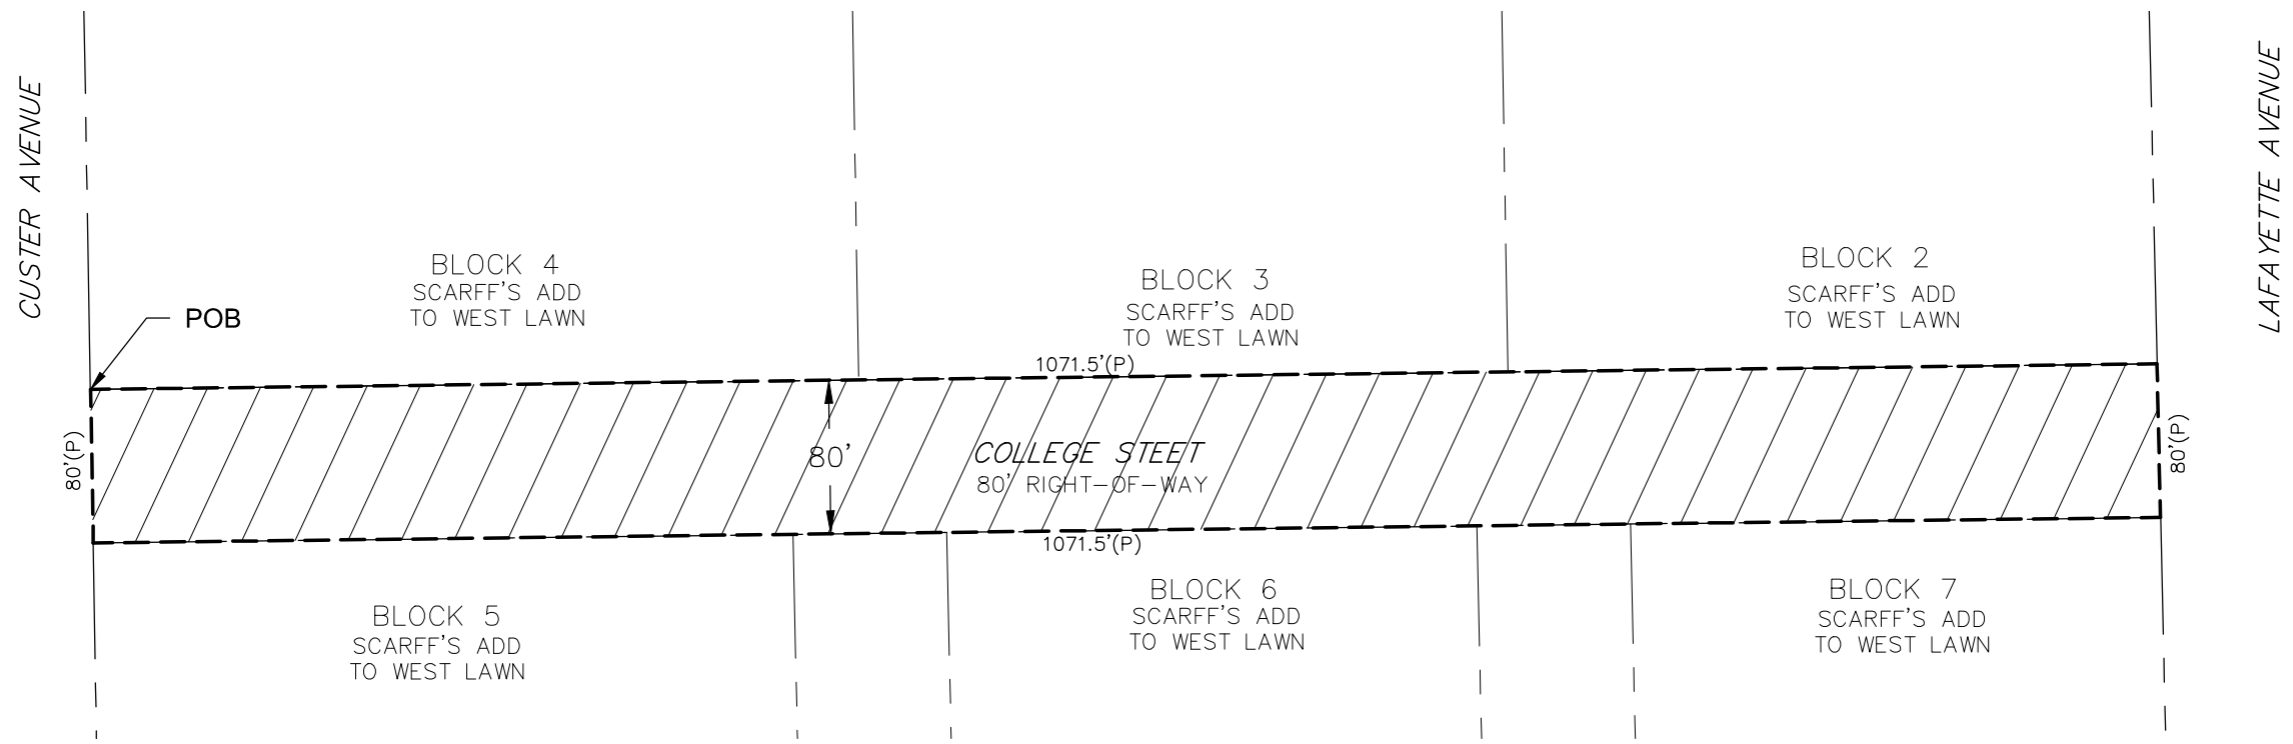 CUSTER AVENUE
LAFAYETTE AVENUE
BLOCK 4
SCARFF'S ADD
TO WEST LAWN
BLOCK 3
SCARFF'S ADD
TO WEST LAWN
BLOCK 2
SCARFF'S ADD
TO WEST LAWN
POB
1071.5'(P)
80'(P)
80'
COLLEGE STEET
80' RIGHT-OF-WAY
80'(P)
1071.5'(P)
BLOCK 5
SCARFF'S ADD
TO WEST LAWN
BLOCK 6
SCARFF'S ADD
TO WEST LAWN
BLOCK 7
SCARFF'S ADD
TO WEST LAWN